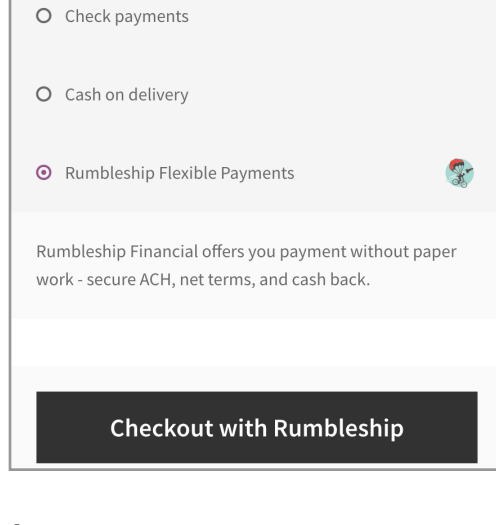 Check payments
Cash on delivery
Rumbleship Flexible Payments
Rumbleship Financial offers you payment without paper
work - secure ACH, net terms, and cash back.
Checkout with Rumbleship